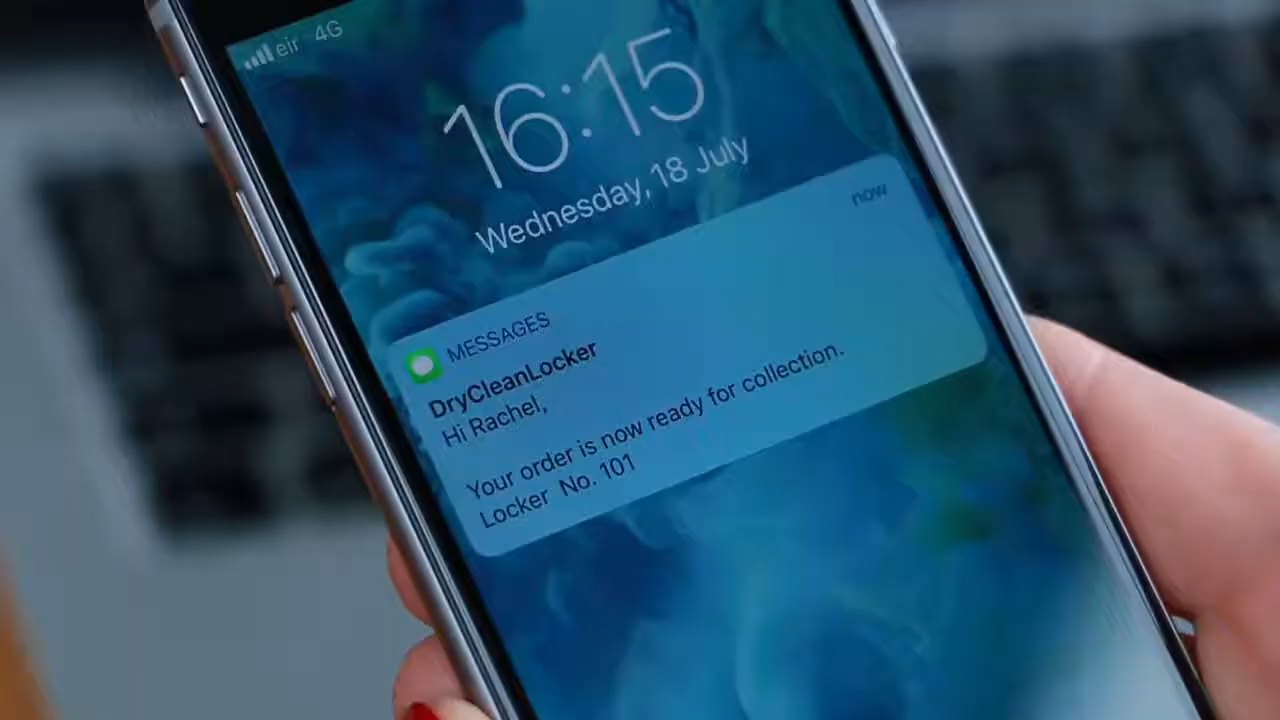 eir 4G
16:15
Wednesday, 18 July
MESSAGES
now
DryCleanLocker
Hi Rachel,
Your order is now ready for collection.
Locker No. 101